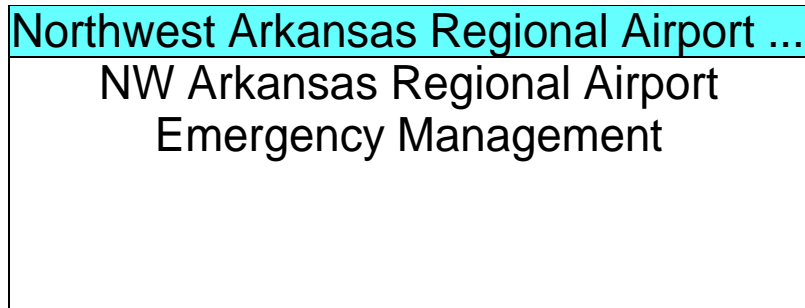 Northwest Arkansas Regional Airport ...
NW Arkansas Regional Airport
Emergency Management